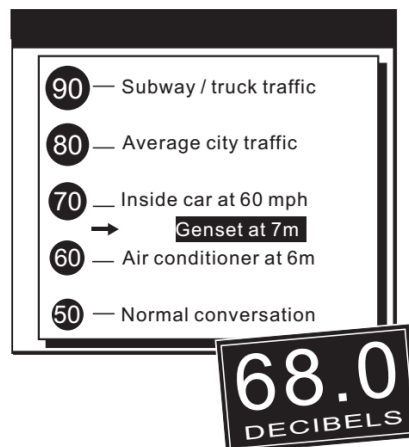 90 — Subway / truck traffic
80 — Average city traffic
70 — Inside car at 60 mph
→ Genset at 7m
60 — Air conditioner at 6m
50 — Normal conversation
68.0
DECIBELS